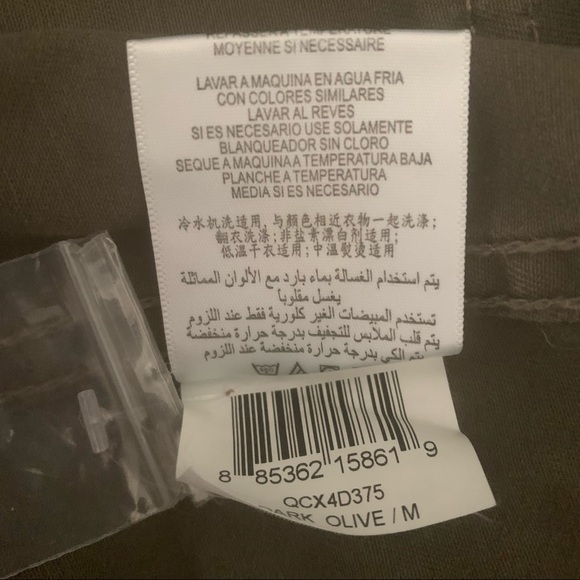 REPASSER A TEMPERATURE
MOYENNE SI NECESSAIRE
LAVAR A MAQUINA EN AGUA FRIA
CON COLORES SIMILARES
LAVAR AL REVES
SI ES NECESARIO USE SOLAMENTE
BLANQUEADOR SIN CLORO
SEQUE A MAQUINA A TEMPERATURA BAJA
PLANCHE A TEMPERATURA
MEDIA SI ES NECESARIO
冷水机洗适用,与颜色相近衣物一起洗涤;
翻衣洗涤;非盐素漂白剂适用;
低温干衣适用;中温熨烫适用
يتم استخدام الغسالة بماء بارد مع الألوان المماثلة
يغسل مقلوباً
تستخدم المبيضات الغير كلورية فقط عند اللزوم
يتم قلب الملابس للتجفيف بدرجة حرارة منخفضة
يتم الكي بدرجة حرارة منخفضة عند اللزوم
8 85362 15861 9
QCX4D375
DARK OLIVE / M